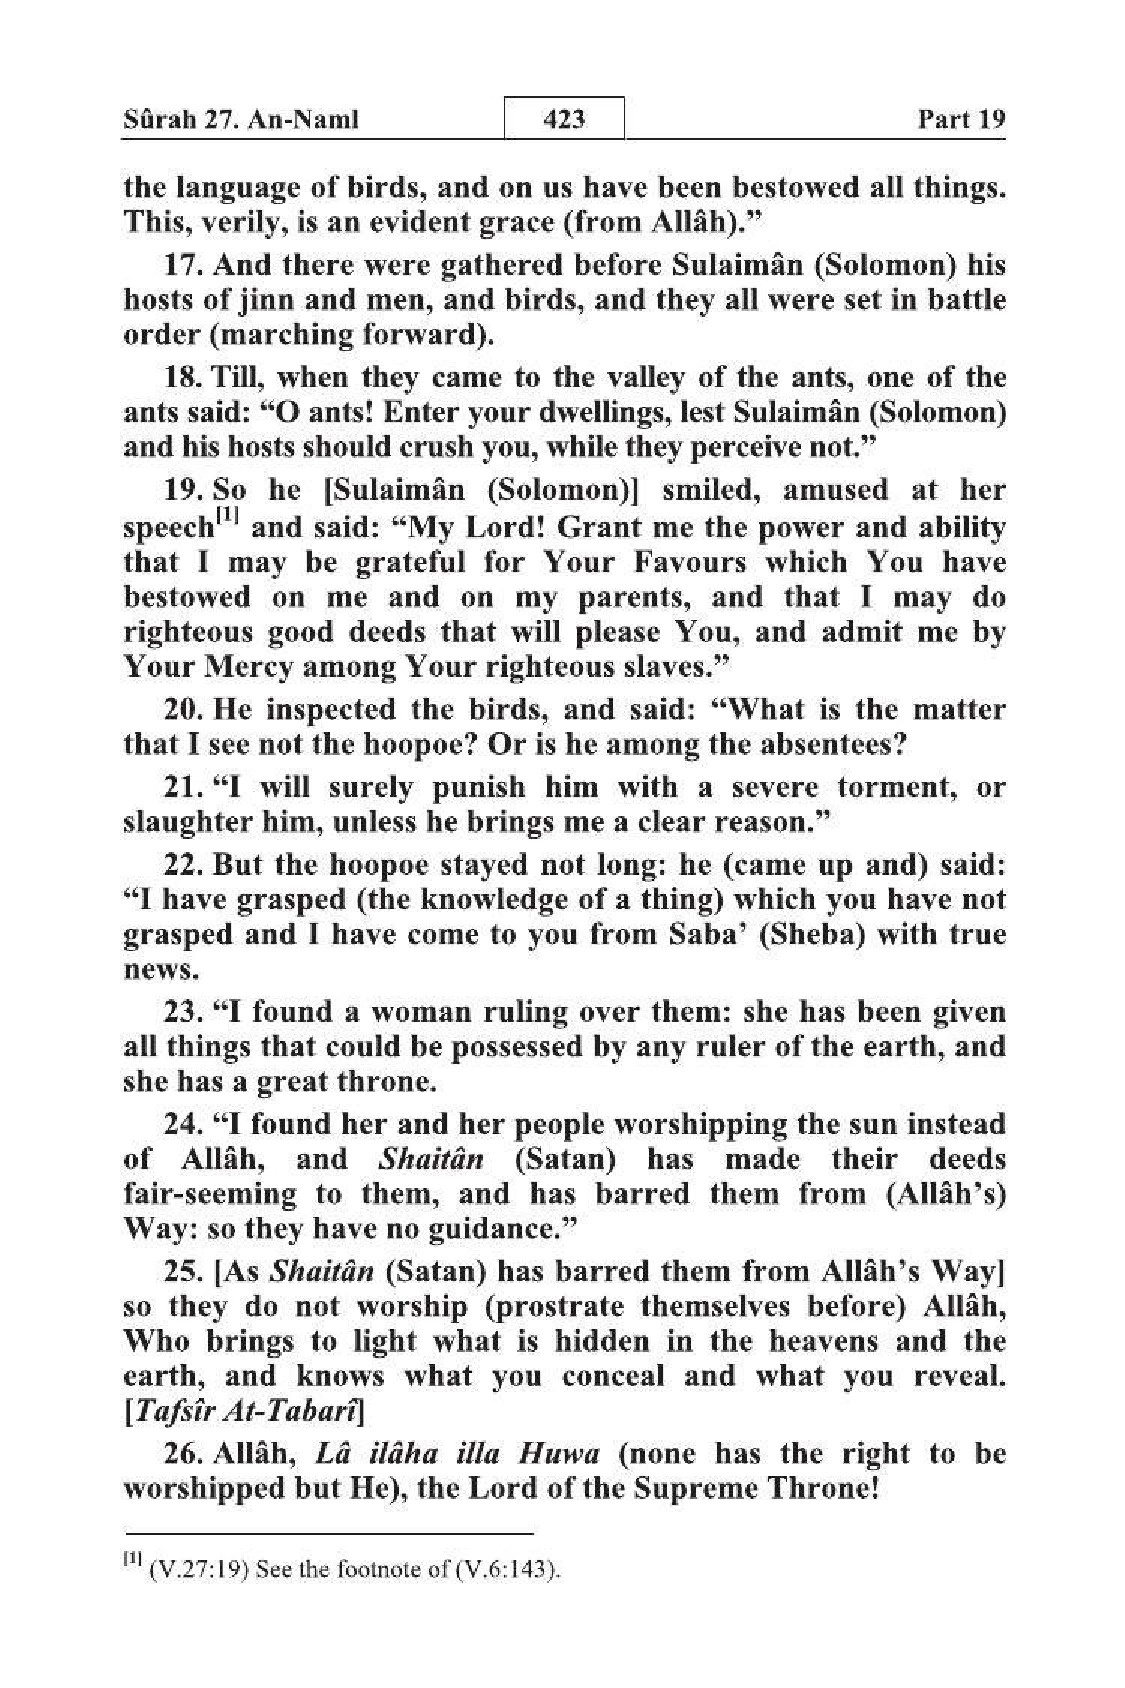 Sûrah 27. An-Naml 423 Part 19
the language of birds, and on us have been bestowed all things.
This, verily, is an evident grace (from Allâh).”
17. And there were gathered before Sulaimân (Solomon) his
hosts of jinn and men, and birds, and they all were set in battle
order (marching forward).
18. Till, when they came to the valley of the ants, one of the
ants said: “O ants! Enter your dwellings, lest Sulaimân (Solomon)
and his hosts should crush you, while they perceive not.”
19. So he [Sulaimân (Solomon)] smiled, amused at her
speech[1] and said: “My Lord! Grant me the power and ability
that I may be grateful for Your Favours which You have
bestowed on me and on my parents, and that I may do
righteous good deeds that will please You, and admit me by
Your Mercy among Your righteous slaves.”
20. He inspected the birds, and said: “What is the matter
that I see not the hoopoe? Or is he among the absentees?
21. “I will surely punish him with a severe torment, or
slaughter him, unless he brings me a clear reason.”
22. But the hoopoe stayed not long: he (came up and) said:
“I have grasped (the knowledge of a thing) which you have not
grasped and I have come to you from Saba’ (Sheba) with true
news.
23. “I found a woman ruling over them: she has been given
all things that could be possessed by any ruler of the earth, and
she has a great throne.
24. “I found her and her people worshipping the sun instead
of Allâh, and Shaitân (Satan) has made their deeds
fair-seeming to them, and has barred them from (Allâh’s)
Way: so they have no guidance.”
25. [As Shaitân (Satan) has barred them from Allâh’s Way]
so they do not worship (prostrate themselves before) Allâh,
Who brings to light what is hidden in the heavens and the
earth, and knows what you conceal and what you reveal.
[Tafsîr At-Tabarî]
26. Allâh, Lâ ilâha illa Huwa (none has the right to be
worshipped but He), the Lord of the Supreme Throne!
[1] (V.27:19) See the footnote of (V.6:143).